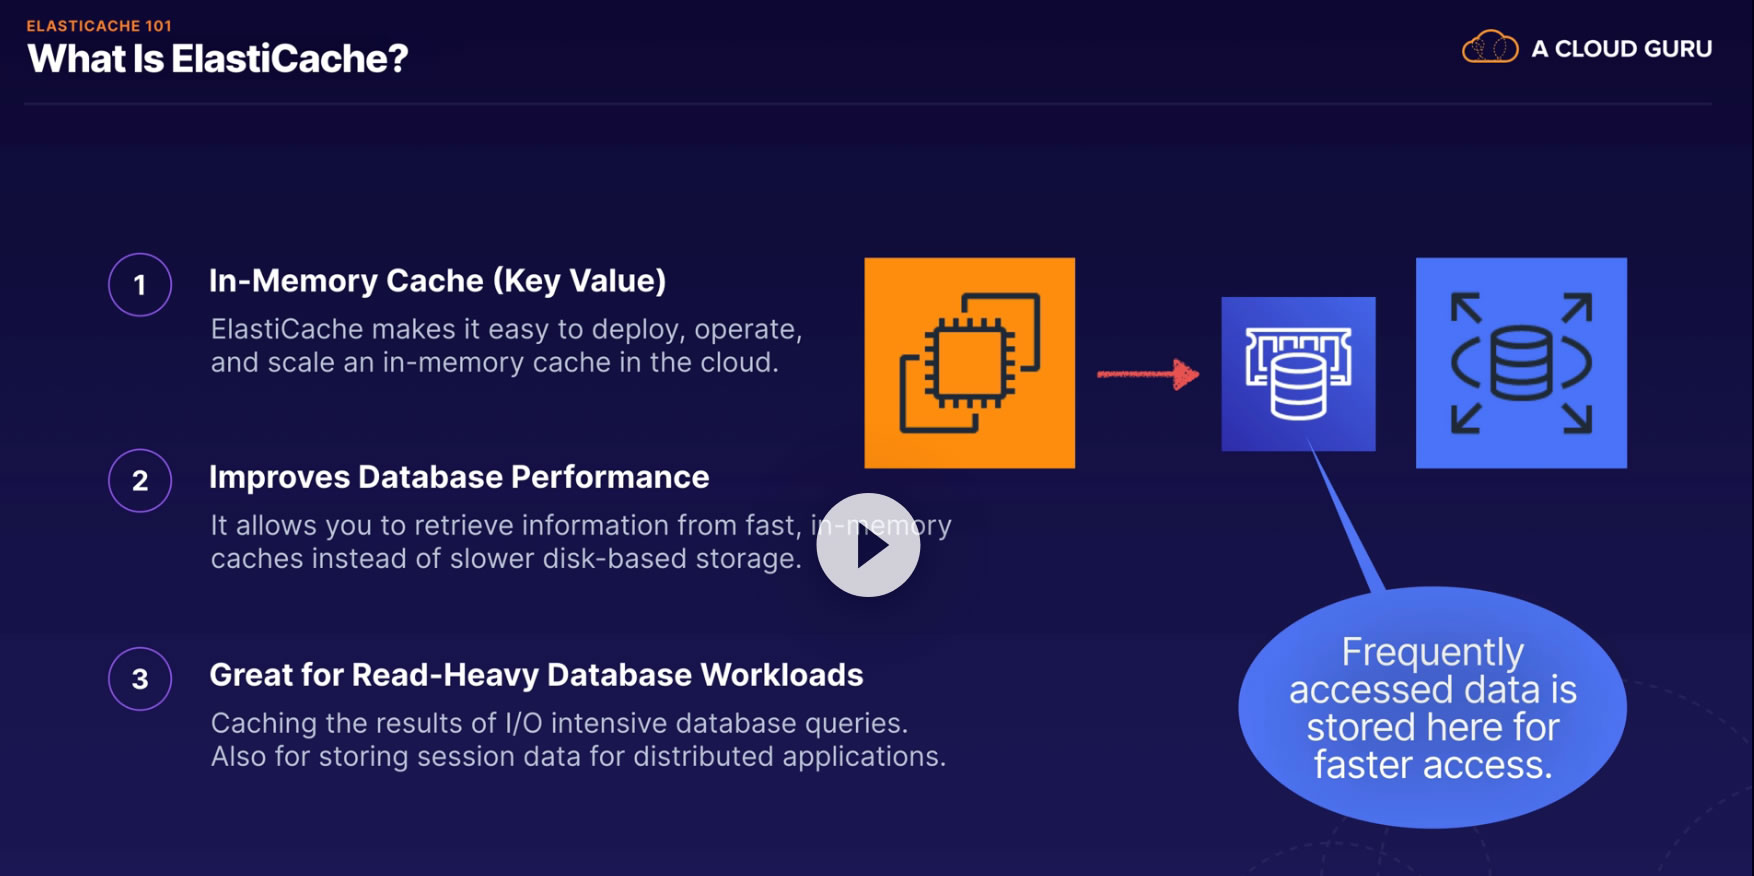 ELASTICACHE 101
What Is ElastiCache?
A CLOUD GURU
1
In-Memory Cache (Key Value)
ElastiCache makes it easy to deploy, operate,
and scale an in-memory cache in the cloud.
2
Improves Database Performance
It allows you to retrieve information from fast, in-memory
caches instead of slower disk-based storage.
3
Great for Read-Heavy Database Workloads
Caching the results of I/O intensive database queries.
Also for storing session data for distributed applications.
Frequently
accessed data is
stored here for
faster access.